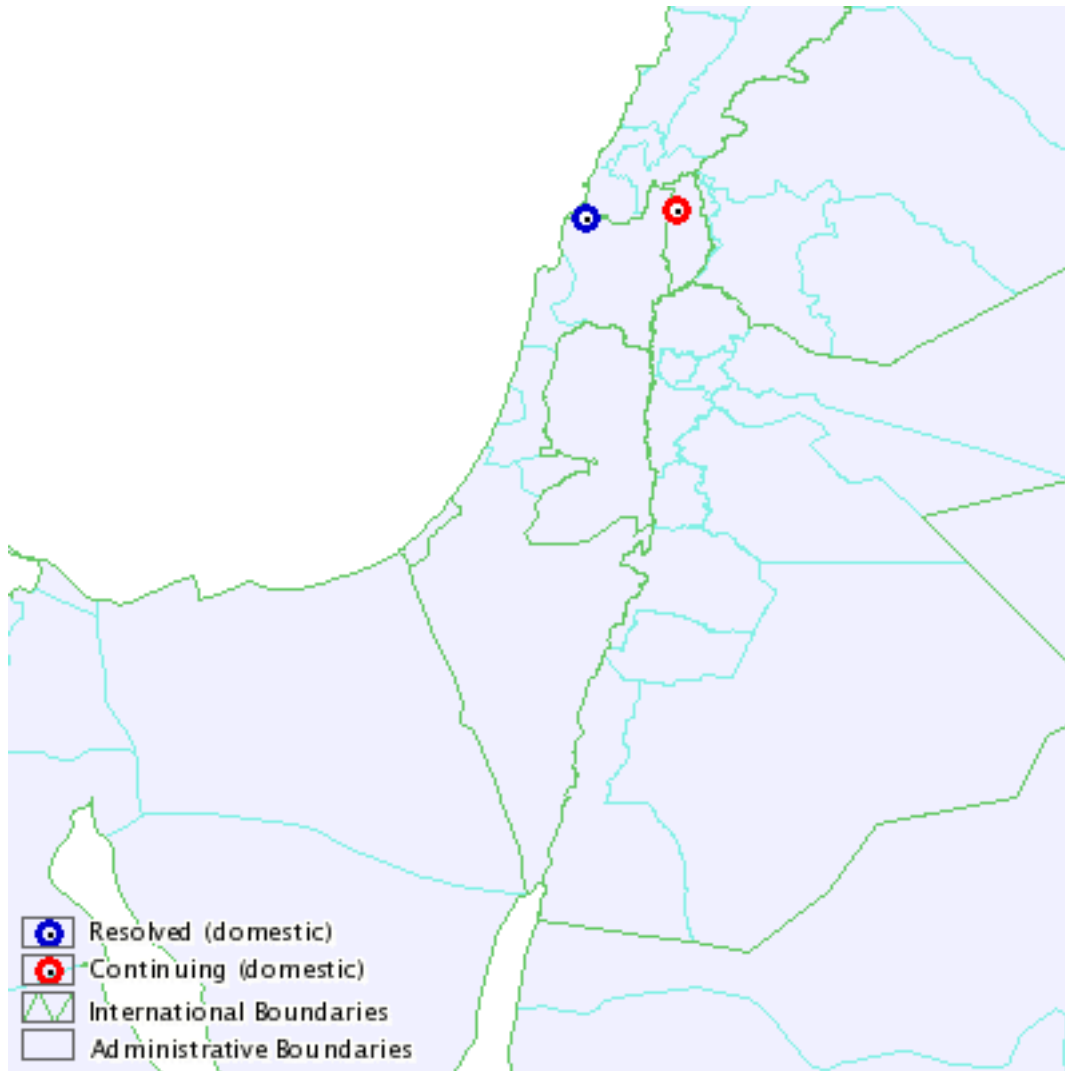 Resolved (domestic)
Continuing (domestic)
International Boundaries
Administrative Boundaries